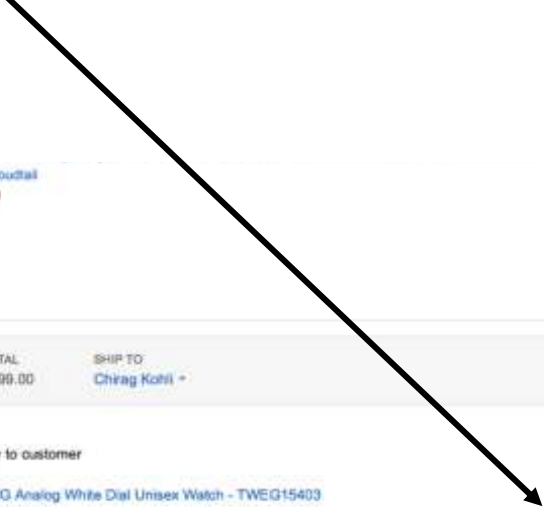 oudtail
TAL SHIP TO
99.00 Chirag Kohli
to customer
G Analog White Dial Unisex Watch - TWEG15403